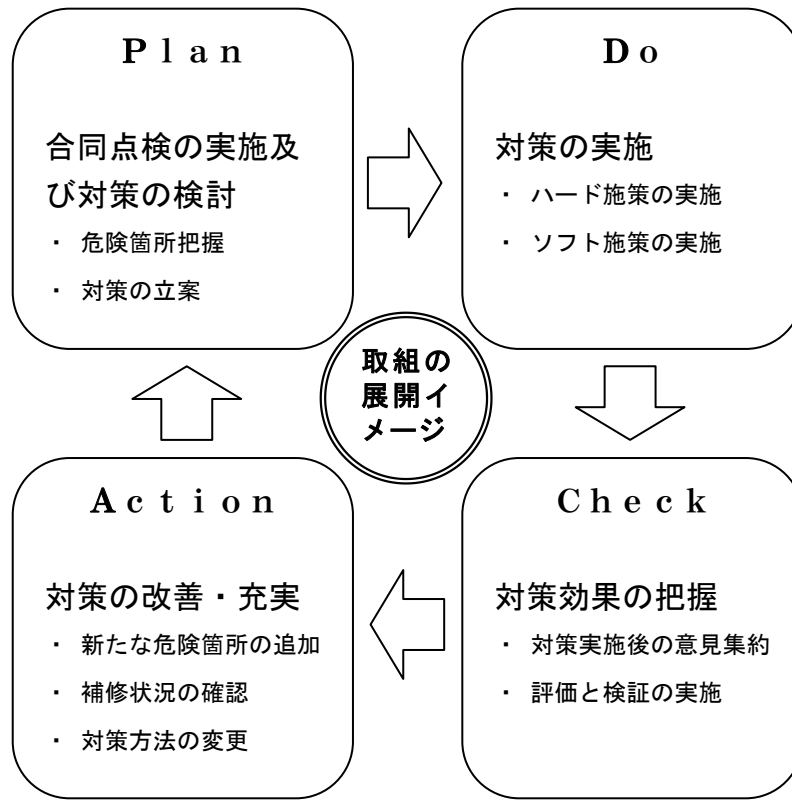 Plan
合同点検の実施及
び対策の検討
・ 危険箇所把握
・ 対策の立案
Do
対策の実施
・ ハード施策の実施
・ ソフト施策の実施
取組の
展開イ
メージ
Action
対策の改善・充実
・ 新たな危険箇所の追加
・ 補修状況の確認
・ 対策方法の変更
Check
対策効果の把握
・ 対策実施後の意見集約
・ 評価と検証の実施